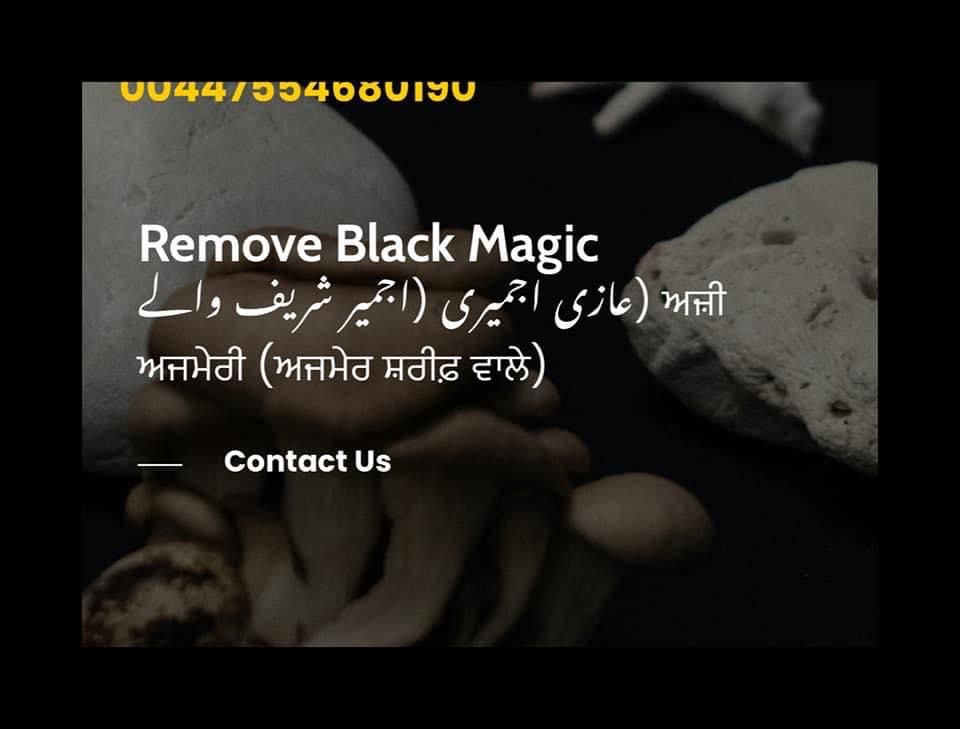 00447554680190
Remove Black Magic
عازی اجمیری (اجمیر شریف والے) ਅਜ਼ੀ
ਅਜਮੇਰੀ (ਅਜਮੇਰ ਸ਼ਰੀਫ਼ ਵਾਲੇ)
Contact Us